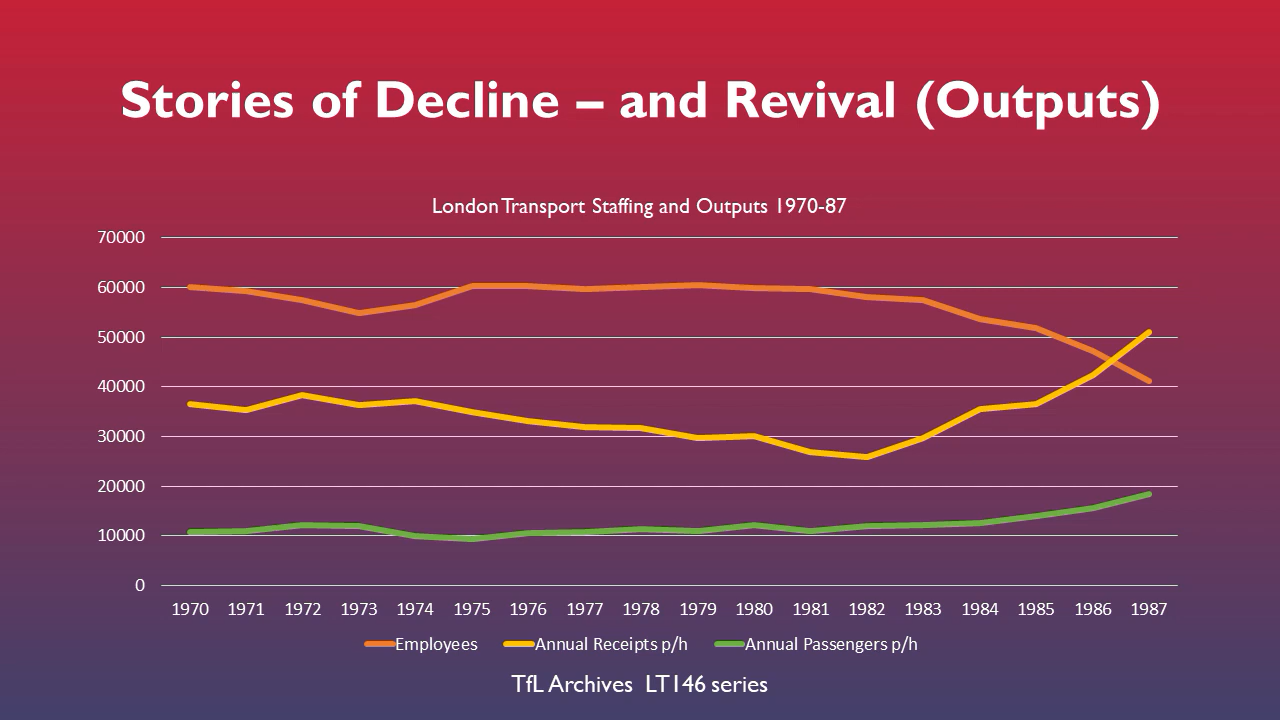 Stories of Decline – and Revival (Outputs)
London Transport Staffing and Outputs 1970-87
70000
60000
50000
40000
30000
20000
10000
0
1970 1971 1972 1973 1974 1975 1976 1977 1978 1979 1980 1981 1982 1983 1984 1985 1986 1987
Employees Annual Receipts p/h Annual Passengers p/h
TfL Archives LT146 series